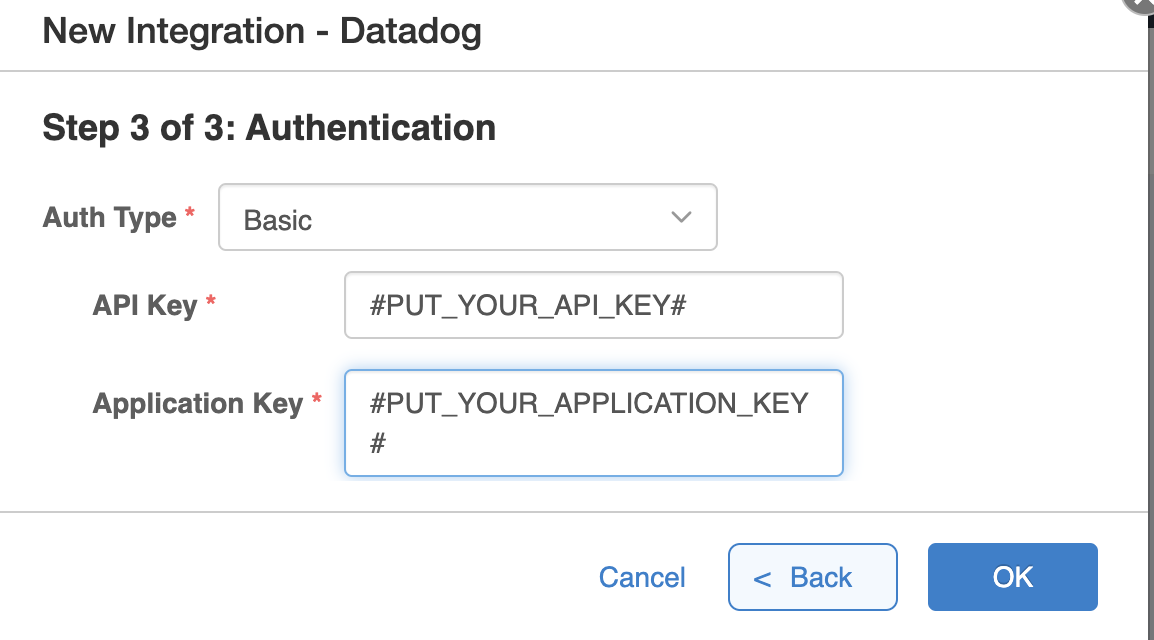 New Integration - Datadog
Step 3 of 3: Authentication
Auth Type * Basic
API Key * #PUT_YOUR_API_KEY#
Application Key * #PUT_YOUR_APPLICATION_KEY
#
Cancel < Back OK